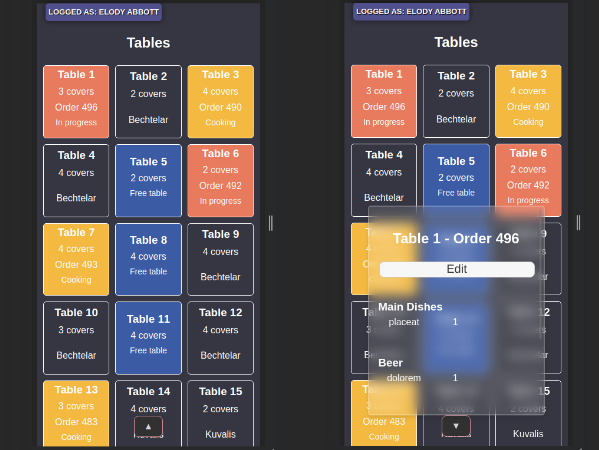 LOGGED AS: ELODY ABBOTT
Tables
Table 1
3 covers
Order 496
In progress
Table 2
2 covers
Bechtelar
Table 3
4 covers
Order 490
Cooking
Table 4
4 covers
Bechtelar
Table 5
2 covers
Free table
Table 6
2 covers
Order 492
In progress
Table 7
4 covers
Order 493
Cooking
Table 8
4 covers
Free table
Table 9
4 covers
Bechtelar
Table 10
3 covers
Bechtelar
Table 11
4 covers
Free table
Table 12
4 covers
Bechtelar
Table 13
3 covers
Order 483
Cooking
Table 14
4 covers
▲
Table 15
2 covers
Kuvalis
LOGGED AS: ELODY ABBOTT
Tables
Table 1
3 covers
Order 496
In progress
Table 2
2 covers
Bechtelar
Table 3
4 covers
Order 490
Cooking
Table 4
4 covers
Bechtelar
Table 5
2 covers
Free table
Table 6
2 covers
Order 492
In progress
Table 1 - Order 496
Edit
Main Dishes
placeat 1
Beer
dolorem 1
Order 483
Cooking
▼
Kuvalis